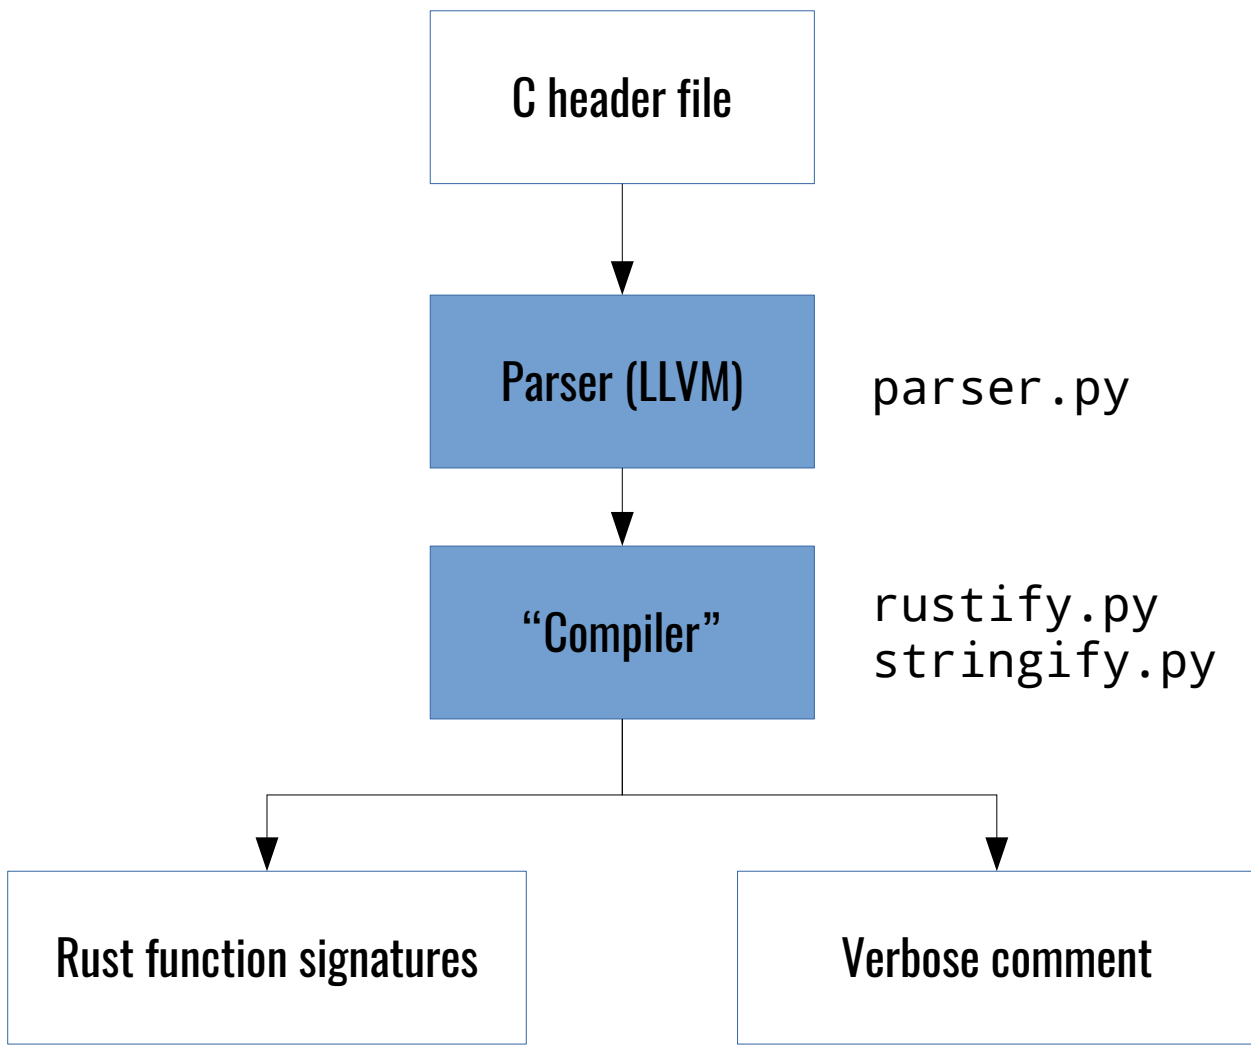 C header file
Parser (LLVM)
parser.py
“Compiler”
rustify.py
stringify.py
Rust function signatures
Verbose comment